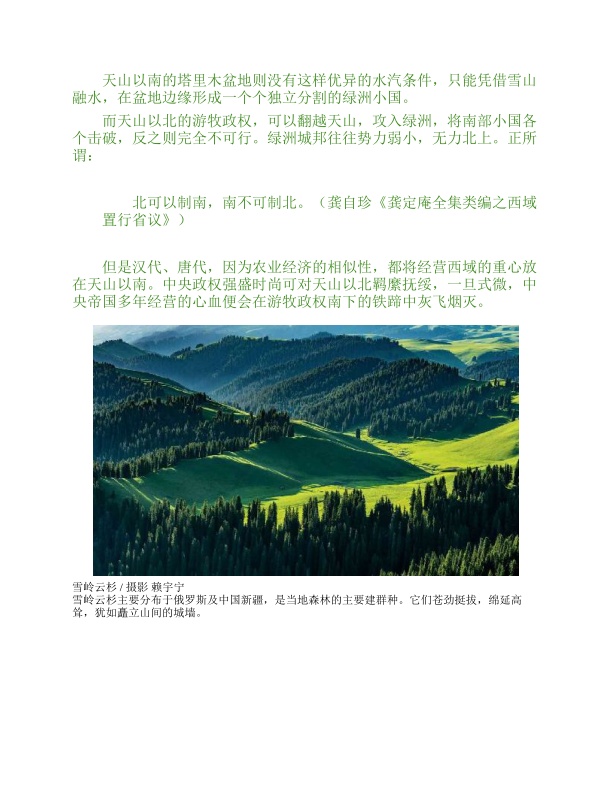 天山以南的塔里木盆地则没有这样优异的水汽条件，只能凭借雪山
融水，在盆地边缘形成一个个独立分割的绿洲小国。
而天山以北的游牧政权，可以翻越天山，攻入绿洲，将南部小国各
个击破，反之则完全不可行。绿洲城邦往往势力弱小，无力北上。正所
谓：
北可以制南，南不可制北。（龚自珍《龚定庵全集类编之西域
置行省议》）
但是汉代、唐代，因为农业经济的相似性，都将经营西域的重心放
在天山以南。中央政权强盛时尚可对天山以北羁縻抚绥，一旦式微，中
央帝国多年经营的心血便会在游牧政权南下的铁蹄中灰飞烟灭。
雪岭云杉 / 摄影 赖宇宁
雪岭云杉主要分布于俄罗斯及中国新疆，是当地森林的主要建群种。它们苍劲挺拔，绵延高
耸，犹如矗立山间的城墙。